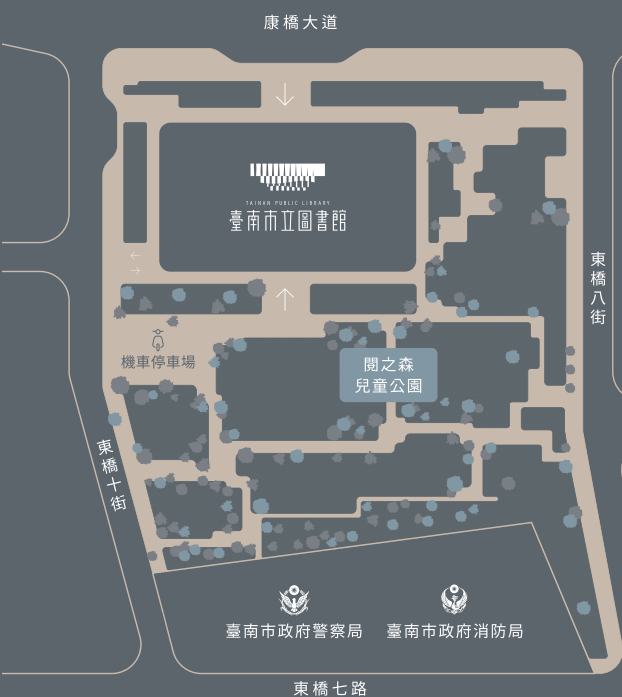 康橋大道
TAINAN PUBLIC LIBRARY
臺南市立圖書館
東橋八街
機車停車場
閱之森
兒童公園
東橋十街
臺南市政府警察局
臺南市政府消防局
東橋七路